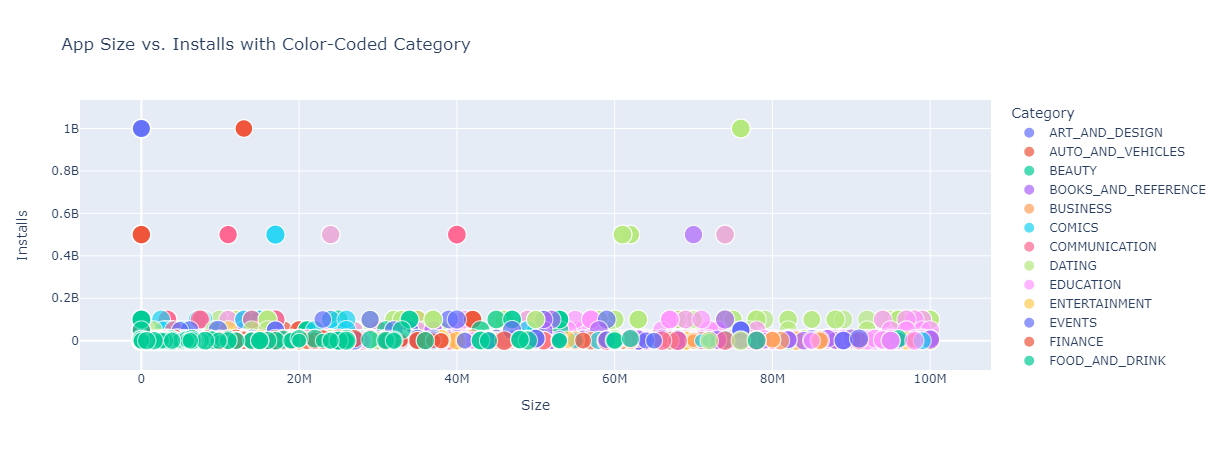 App Size vs. Installs with Color-Coded Category
Category
ART_AND_DESIGN
AUTO_AND_VEHICLES
BEAUTY
BOOKS_AND_REFERENCE
BUSINESS
COMICS
COMMUNICATION
DATING
EDUCATION
ENTERTAINMENT
EVENTS
FINANCE
FOOD_AND_DRINK
Installs
1B
0.8B
0.6B
0.4B
0.2B
0
0 20M 40M 60M 80M 100M
Size